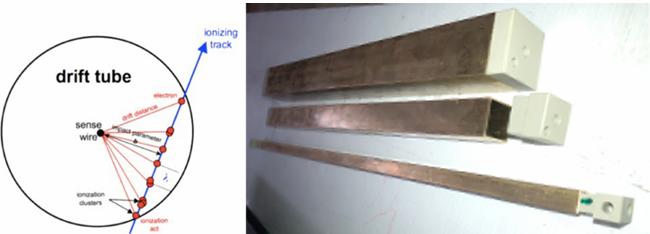 ionizing
track
drift tube
electron
drift distance
sense
wire
impact parameter
b
λ
ionization
clusters
ionization
act